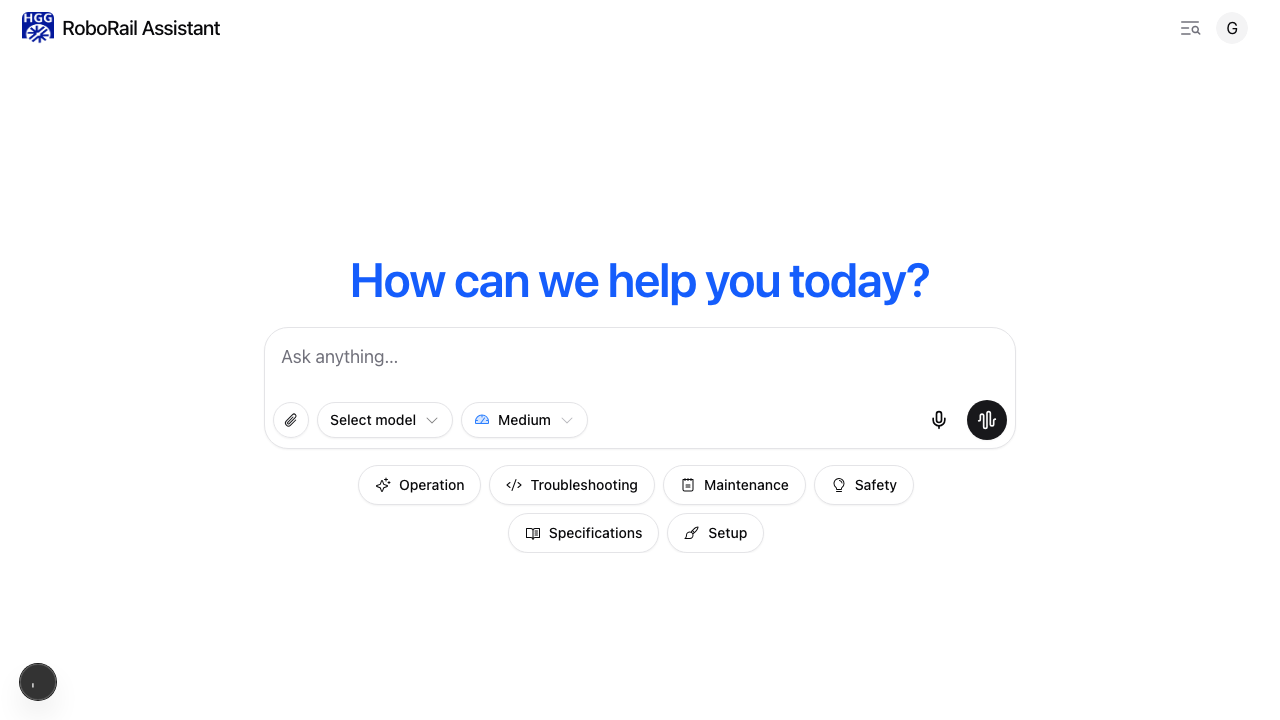 HGG
RoboRail Assistant
G
How can we help you today?
Ask anything...
Select model
Medium
Operation
Troubleshooting
Maintenance
Safety
Specifications
Setup